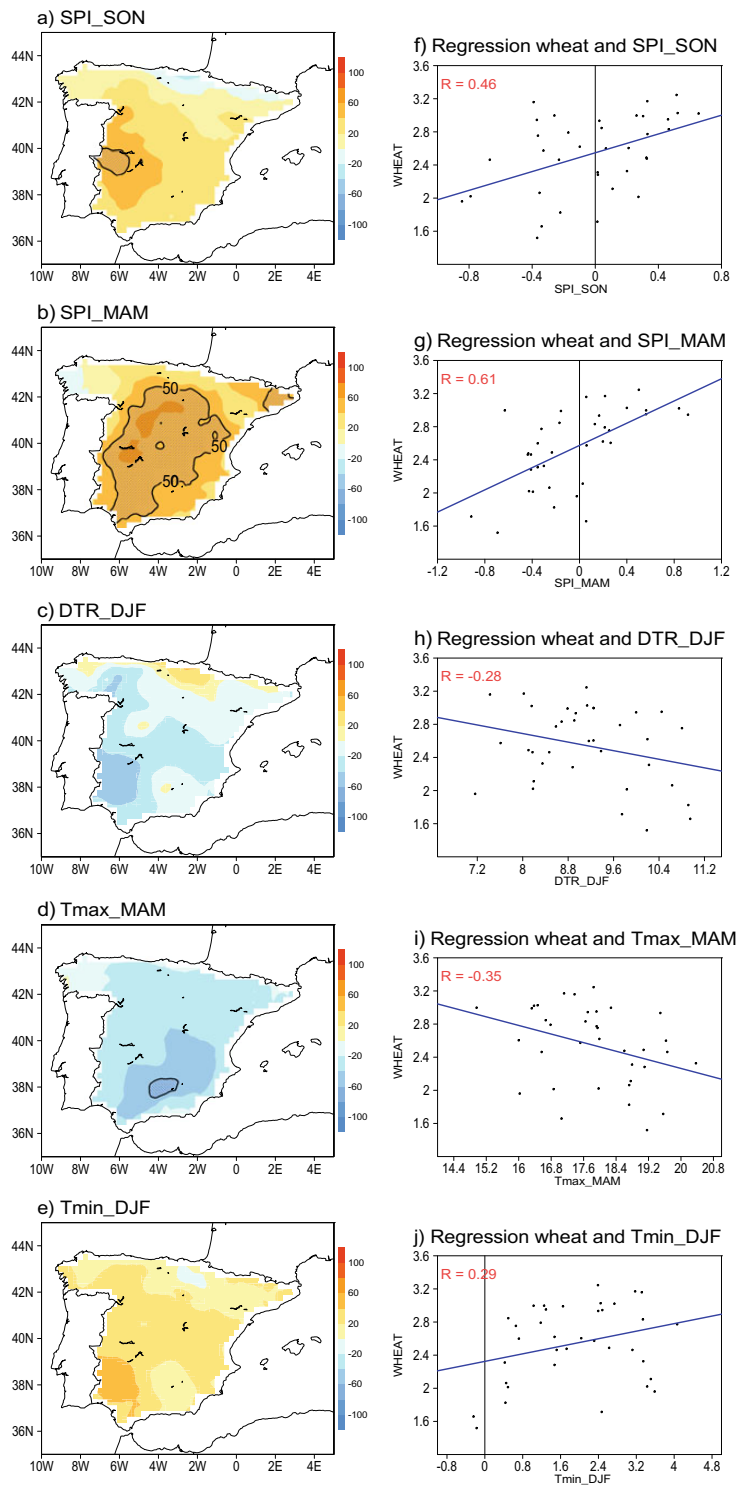 a) SPI_SON
44N
42N
40N
38N
36N
10W 8W 6W 4W 2W 0 2E 4E
100
60
20
-20
-60
-100
f) Regression wheat and SPI_SON
R = 0.46
WHEAT
3.6
3.2
2.8
2.4
2
1.6
-0.8 -0.4 0 0.4 0.8
SPI_SON
b) SPI_MAM
44N
42N
40N
38N
36N
10W 8W 6W 4W 2W 0 2E 4E
50
50
50
100
60
20
-20
-60
-100
g) Regression wheat and SPI_MAM
R = 0.61
WHEAT
3.6
3.2
2.8
2.4
2
1.6
-1.2 -0.8 -0.4 0 0.4 0.8 1.2
SPI_MAM
c) DTR_DJF
44N
42N
40N
38N
36N
10W 8W 6W 4W 2W 0 2E 4E
100
60
20
-20
-60
-100
h) Regression wheat and DTR_DJF
R = -0.28
WHEAT
3.6
3.2
2.8
2.4
2
1.6
7.2 8 8.8 9.6 10.4 11.2
DTR_DJF
d) Tmax_MAM
44N
42N
40N
38N
36N
10W 8W 6W 4W 2W 0 2E 4E
100
60
20
-20
-60
-100
i) Regression wheat and Tmax_MAM
R = -0.35
WHEAT
3.6
3.2
2.8
2.4
2
1.6
14.4 15.2 16 16.8 17.6 18.4 19.2 20 20.8
Tmax_MAM
e) Tmin_DJF
44N
42N
40N
38N
36N
10W 8W 6W 4W 2W 0 2E 4E
100
60
20
-20
-60
-100
j) Regression wheat and Tmin_DJF
R = 0.29
WHEAT
3.6
3.2
2.8
2.4
2
1.6
-0.8 0 0.8 1.6 2.4 3.2 4 4.8
Tmin_DJF